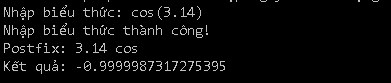 Nhập biểu thức: cos(3.14)
Nhập biểu thức thành công!
Postfix: 3.14 cos
Kết quả: -0.9999987317275395